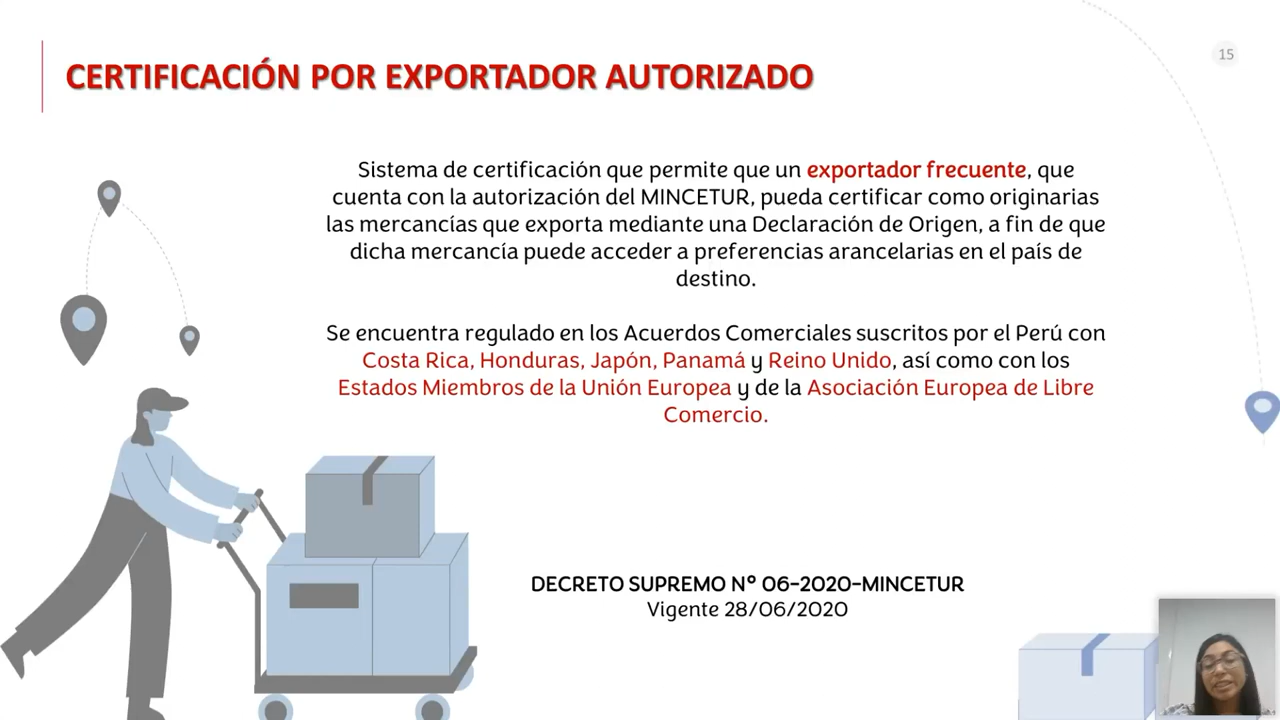 15
CERTIFICACIÓN POR EXPORTADOR AUTORIZADO
Sistema de certificación que permite que un exportador frecuente, que
cuenta con la autorización del MINCETUR, pueda certificar como originarias
las mercancías que exporta mediante una Declaración de Origen, a fin de que
dicha mercancía puede acceder a preferencias arancelarias en el país de
destino.
Se encuentra regulado en los Acuerdos Comerciales suscritos por el Perú con
Costa Rica, Honduras, Japón, Panamá y Reino Unido, así como con los
Estados Miembros de la Unión Europea y de la Asociación Europea de Libre
Comercio.
DECRETO SUPREMO Nº 06-2020-MINCETUR
Vigente 28/06/2020